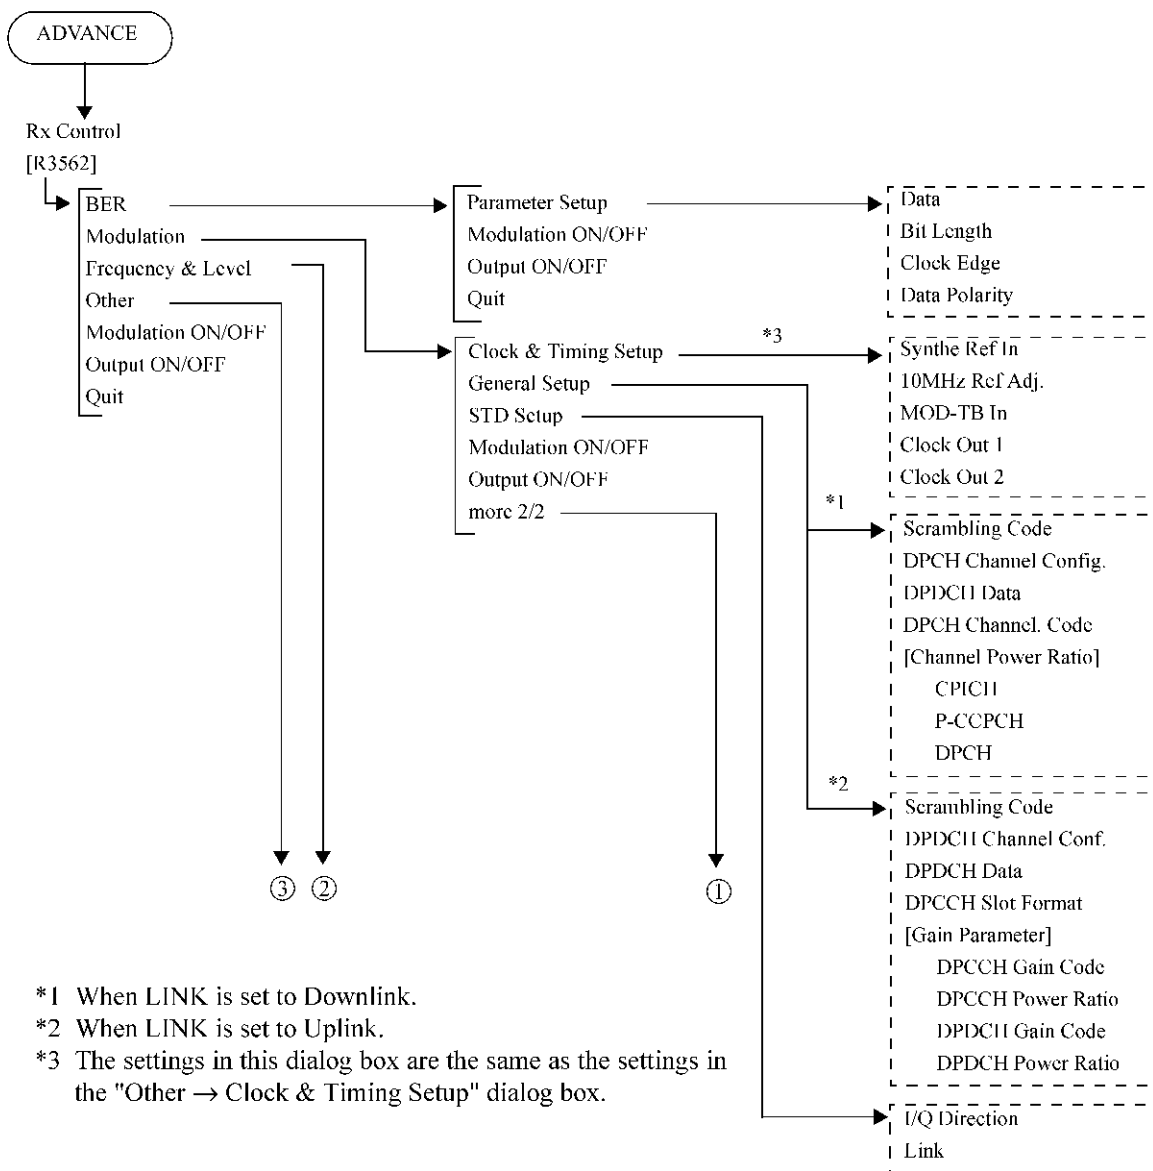 ADVANCE
Rx Control
[R3562]
BER
Modulation
Frequency & Level
Other
Modulation ON/OFF
Output ON/OFF
Quit
Parameter Setup
Modulation ON/OFF
Output ON/OFF
Quit
Data
Bit Length
Clock Edge
Data Polarity
Clock & Timing Setup
General Setup
STD Setup
Modulation ON/OFF
Output ON/OFF
more 2/2
*3
Synthe Ref In
10MHz Ref Adj.
MOD-TB In
Clock Out 1
Clock Out 2
*1
Scrambling Code
DPCH Channel Config.
DPDCH Data
DPCH Channel. Code
[Channel Power Ratio]
CPICH
P-CCPCH
DPCH
*2
Scrambling Code
DPDCH Channel Conf.
DPDCH Data
DPCCH Slot Format
[Gain Parameter]
DPCCH Gain Code
DPCCH Power Ratio
DPDCH Gain Code
DPDCH Power Ratio
I/Q Direction
Link
③ ② ①
*1 When LINK is set to Downlink.
*2 When LINK is set to Uplink.
*3 The settings in this dialog box are the same as the settings in
the "Other → Clock & Timing Setup" dialog box.